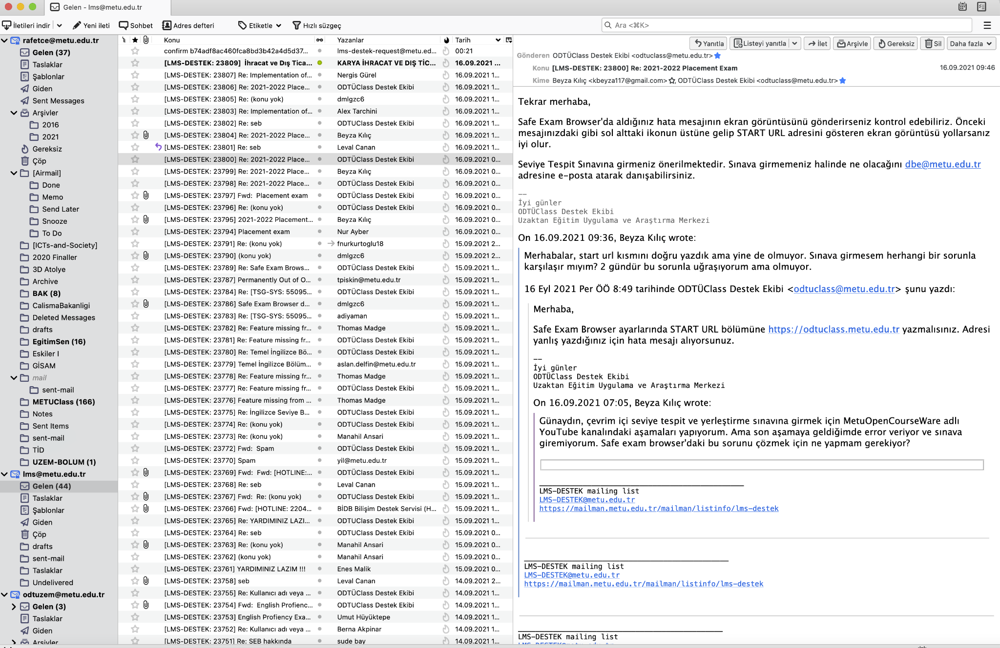 Gelen - lms@metu.edu.tr
İletileri indir
Yeni ileti
Sohbet
Adres defteri
Etiketle
Hızlı süzgeç
Ara <⌘K>
rafetce@metu.edu.tr
Gelen (37)
Taslaklar
Şablonlar
Giden
Sent Messages
Arşivler
2016
2021
Gereksiz
Çöp
[Airmail]
Done
Memo
Send Later
Snooze
To Do
[ICTs-and-Society]
2020 Finaller
3D Atolye
Archive
BAK (8)
CalismaBakanligi
Deleted Messages
drafts
EgitimSen (16)
Eskiler I
GİSAM
mail
sent-mail
METUClass (166)
Notes
Sent Items
sent-mail
TİD
UZEM-BOLUM (1)
lms@metu.edu.tr
Gelen (44)
Taslaklar
Şablonlar
Giden
Çöp
drafts
sent-mail
Taslaklar
Undelivered
odtuzem@metu.edu.tr
Gelen (3)
Taslaklar
Giden
Arşivler
Konu Yazanlar Tarih
confirm b74adf8ac460fca8bd3b42a4d5d37... lms-destek-request@metu.ed... 00:21
[LMS-DESTEK: 23809] İhracat ve Dış Tica... KARYA İHRACAT VE DIŞ TİC... 16.09.2021 ...
[LMS-DESTEK: 23807] Re: Implementation of... Nergis Gürel 16.09.2021 1...
[LMS-DESTEK: 23806] Re: 2021-2022 Place... ODTÜClass Destek Ekibi 16.09.2021 1...
[LMS-DESTEK: 23805] Re: (konu yok) dmlgzc6 16.09.2021 1...
[LMS-DESTEK: 23803] Re: Implementation of... Alex Tarchini 16.09.2021 1...
[LMS-DESTEK: 23802] Re: seb ODTÜClass Destek Ekibi 16.09.2021 1...
[LMS-DESTEK: 23804] Re: 2021-2022 Place... Beyza Kılıç 16.09.2021 1...
[LMS-DESTEK: 23801] Re: seb Leval Canan 16.09.2021 1...
[LMS-DESTEK: 23800] Re: 2021-2022 Place... ODTÜClass Destek Ekibi 16.09.2021 0...
[LMS-DESTEK: 23799] Re: 2021-2022 Place... Beyza Kılıç 16.09.2021 0...
[LMS-DESTEK: 23798] Re: 2021-2022 Place... ODTÜClass Destek Ekibi 16.09.2021 0...
[LMS-DESTEK: 23797] Fwd: Placement exam ODTÜClass Destek Ekibi 16.09.2021 0...
[LMS-DESTEK: 23796] Re: (konu yok) ODTÜClass Destek Ekibi 16.09.2021 0...
[LMS-DESTEK: 23795] 2021-2022 Placement... Beyza Kılıç 16.09.2021 0...
[LMS-DESTEK: 23794] Placement exam Nur Ayber 16.09.2021 0...
[LMS-DESTEK: 23791] Re: (konu yok) fnurkurtoglu18 15.09.2021 2...
[LMS-DESTEK: 23790] (konu yok) dmlgzc6 15.09.2021 2...
[LMS-DESTEK: 23789] Re: Safe Exam Brows... ODTÜClass Destek Ekibi 15.09.2021 1...
[LMS-DESTEK: 23787] Permanently Out of O... tpiskin@metu.edu.tr 15.09.2021 1...
[LMS-DESTEK: 23784] Re: [TSG-SYS: 55095... ODTÜClass Destek Ekibi 15.09.2021 1...
[LMS-DESTEK: 23786] Safe Exam Browser d... dmlgzc6 15.09.2021 1...
[LMS-DESTEK: 23783] Re: [TSG-SYS: 55095... adiyaman 15.09.2021 1...
[LMS-DESTEK: 23782] Re: Feature missing fr... Thomas Madge 15.09.2021 1...
[LMS-DESTEK: 23781] Re: Feature missing fr... ODTÜClass Destek Ekibi 15.09.2021 1...
[LMS-DESTEK: 23780] Re: Temel İngilizce Bö... ODTÜClass Destek Ekibi 15.09.2021 1...
[LMS-DESTEK: 23779] Temel İngilizce Bölüm... aslan.delfin@metu.edu.tr 15.09.2021 1...
[LMS-DESTEK: 23778] Re: Feature missing fr... Thomas Madge 15.09.2021 1...
[LMS-DESTEK: 23777] Re: Feature missing fr... ODTÜClass Destek Ekibi 15.09.2021 1...
[LMS-DESTEK: 23776] Feature missing from ... Thomas Madge 15.09.2021 1...
[LMS-DESTEK: 23775] Re: İngilizce Seviye B... ODTÜClass Destek Ekibi 15.09.2021 1...
[LMS-DESTEK: 23774] Re: (konu yok) ODTÜClass Destek Ekibi 15.09.2021 1...
[LMS-DESTEK: 23773] Re: (konu yok) Manahil Ansari 15.09.2021 1...
[LMS-DESTEK: 23772] Fwd: Spam ODTÜClass Destek Ekibi 15.09.2021 1...
[LMS-DESTEK: 23770] Spam yil@metu.edu.tr 15.09.2021 1...
[LMS-DESTEK: 23769] Fwd: Fwd: [HOTLINE:... ODTÜClass Destek Ekibi 15.09.2021 1...
[LMS-DESTEK: 23768] Re: seb Leval Canan 15.09.2021 1...
[LMS-DESTEK: 23767] Fwd: Re: (konu yok) ODTÜClass Destek Ekibi 15.09.2021 1...
[LMS-DESTEK: 23766] Fwd: [HOTLINE: 2204... BİDB Bilişim Destek Servisi (H... 15.09.2021 1...
[LMS-DESTEK: 23765] Re: YARDIMINIZ LAZI... ODTÜClass Destek Ekibi 15.09.2021 1...
[LMS-DESTEK: 23764] Re: seb ODTÜClass Destek Ekibi 15.09.2021 0...
[LMS-DESTEK: 23763] Re: (konu yok) Manahil Ansari 15.09.2021 0...
[LMS-DESTEK: 23762] (konu yok) Manahil Ansari 15.09.2021 0...
[LMS-DESTEK: 23761] YARDIMINIZ LAZIM !!! Enes Malik 15.09.2021 0...
[LMS-DESTEK: 23758] seb Leval Canan 14.09.2021 2...
[LMS-DESTEK: 23755] Re: Kullanıcı adı veya ... ODTÜClass Destek Ekibi 14.09.2021 1...
[LMS-DESTEK: 23754] Fwd: English Profienc... ODTÜClass Destek Ekibi 14.09.2021 1...
[LMS-DESTEK: 23753] English Profiency Exa... Umut Hüyüktepe 14.09.2021 1...
[LMS-DESTEK: 23752] Re: Kullanıcı adı veya ... Berna Akpinar 14.09.2021 1...
[LMS-DESTEK: 23751] Re: SEB hakkında sude bay 14.09.2021 1...
Yanıtla Listeyi yanıtla İlet Arşivle Gereksiz Sil Daha fazla
Gönderen ODTÜClass Destek Ekibi <odtuclass@metu.edu.tr>
Konu [LMS-DESTEK: 23800] Re: 2021-2022 Placement Exam 16.09.2021 09:46
Kime Beyza Kılıç <kbeyza117@gmail.com>, ODTÜClass Destek Ekibi <odtuclass@metu.edu.tr>
Tekrar merhaba,
Safe Exam Browser'da aldığınız hata mesajının ekran görüntüsünü gönderirseniz kontrol edebiliriz. Önceki
mesajınızdaki gibi sol alttaki ikonun üstüne gelip START URL adresini gösteren ekran görüntüsü yollarsanız
iyi olur.
Seviye Tespit Sınavına girmeniz önerilmektedir. Sınava girmemeniz halinde ne olacağını dbe@metu.edu.tr
adresine e-posta atarak danışabilirsiniz.
--
İyi günler
ODTÜClass Destek Ekibi
Uzaktan Eğitim Uygulama ve Araştırma Merkezi
On 16.09.2021 09:36, Beyza Kılıç wrote:
Merhabalar, start url kısmını doğru yazdık ama yine de olmuyor. Sınava girmesem herhangi bir sorunla
karşılaşır mıyım? 2 gündür bu sorunla uğraşıyorum ama olmuyor.
16 Eyl 2021 Per ÖÖ 8:49 tarihinde ODTÜClass Destek Ekibi <odtuclass@metu.edu.tr> şunu yazdı:
Merhaba,
Safe Exam Browser ayarlarında START URL bölümüne https://odtuclass.metu.edu.tr yazmalısınız. Adresi
yanlış yazdığınız için hata mesajı alıyorsunuz.
--
İyi günler
ODTÜClass Destek Ekibi
Uzaktan Eğitim Uygulama ve Araştırma Merkezi
On 16.09.2021 07:05, Beyza Kılıç wrote:
Günaydın, çevrim içi seviye tespit ve yerleştirme sınavına girmek için MetuOpenCourseWare adlı
YouTube kanalındaki aşamaları yapıyorum. Ama son aşamaya geldiğimde error veriyor ve sınava
giremiyorum. Safe exam browser'daki bu sorunu çözmek için ne yapmam gerekiyor?
LMS-DESTEK mailing list
LMS-DESTEK@metu.edu.tr
https://mailman.metu.edu.tr/mailman/listinfo/lms-destek
LMS-DESTEK mailing list
LMS-DESTEK@metu.edu.tr
https://mailman.metu.edu.tr/mailman/listinfo/lms-destek
LMS-DESTEK mailing list